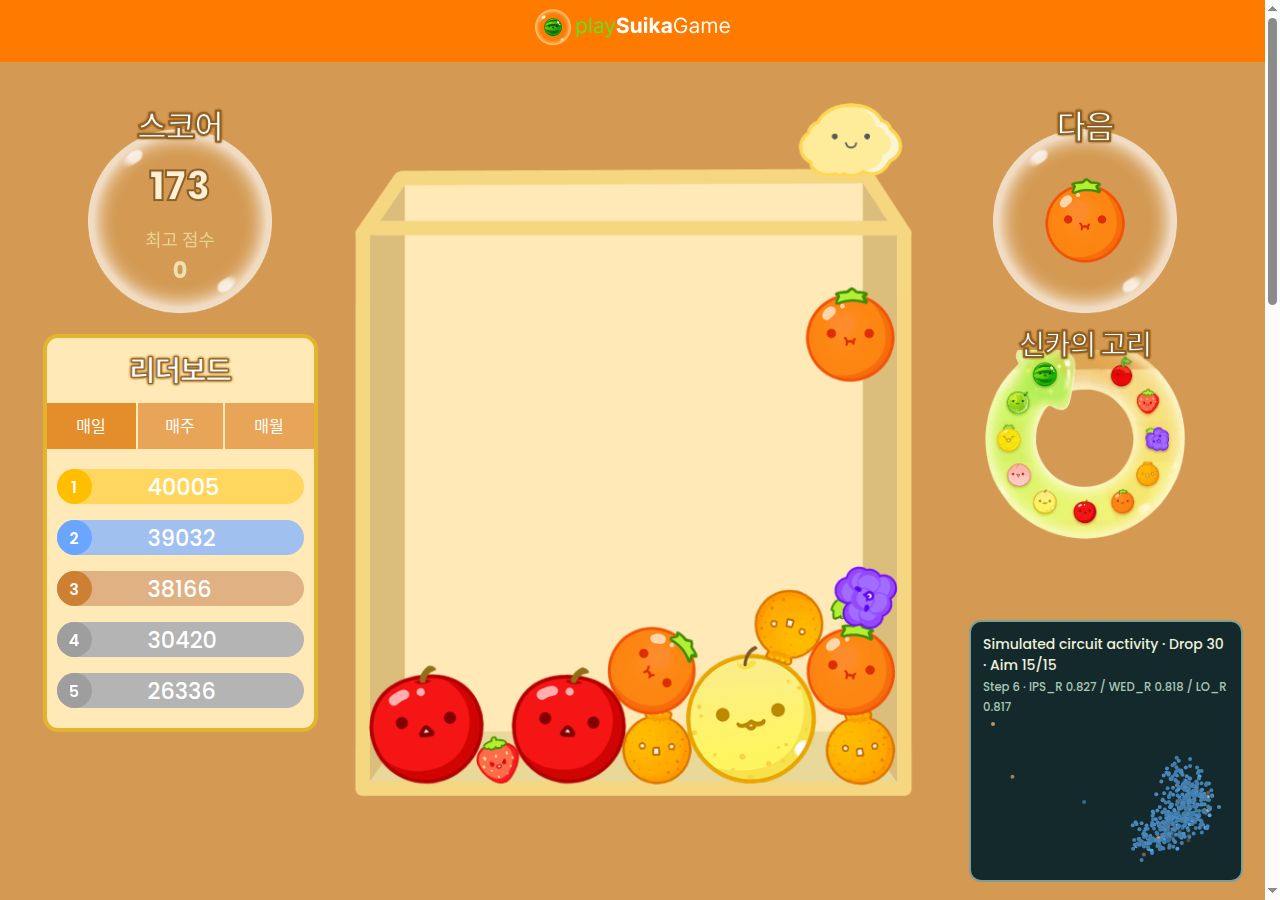 playSuikaGame
스코어
173
최고 점수
0
리더보드
매일 매주 매월
1 40005
2 39032
3 38166
4 30420
5 26336
다음
신카의 고리
Simulated circuit activity · Drop 30
· Aim 15/15
Step 6 · IPS_R 0.827 / WED_R 0.818 / LO_R
0.817